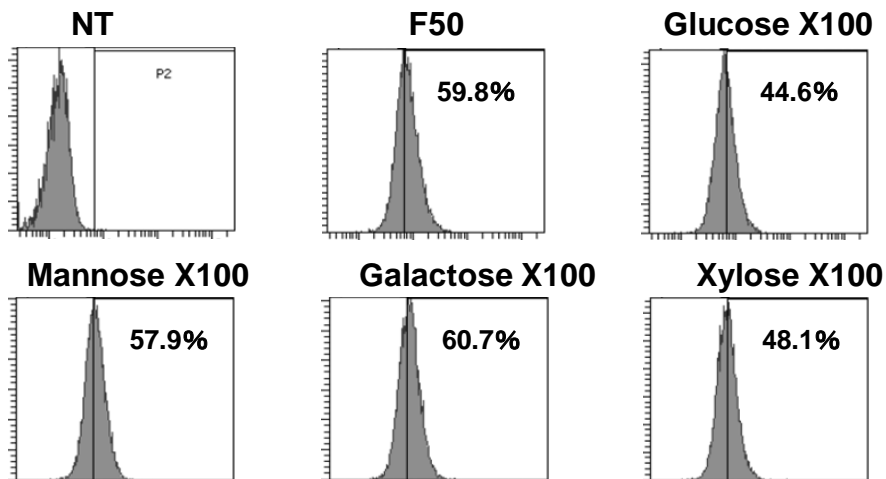 NT
F50
Glucose X100
P2
59.8%
44.6%
Mannose X100
Galactose X100
Xylose X100
57.9%
60.7%
48.1%